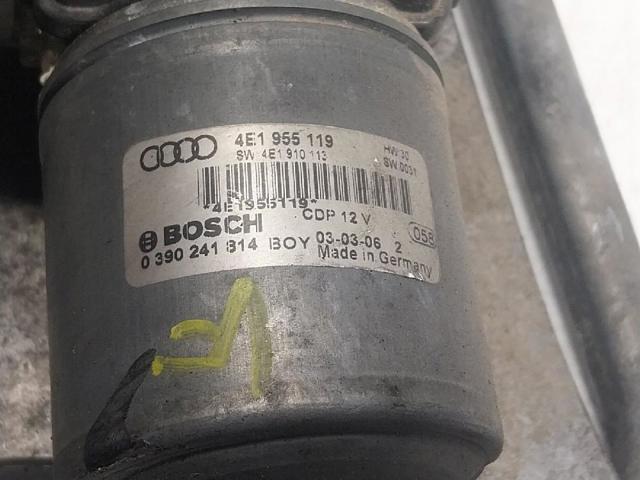 4E1 955 119
SW 4E1 910 113
HW 30
SW 0031
*4E1955119*
CDP 12 V
058
BOSCH
0 390 241 814 BOY 03-03-06 2
Made in Germany